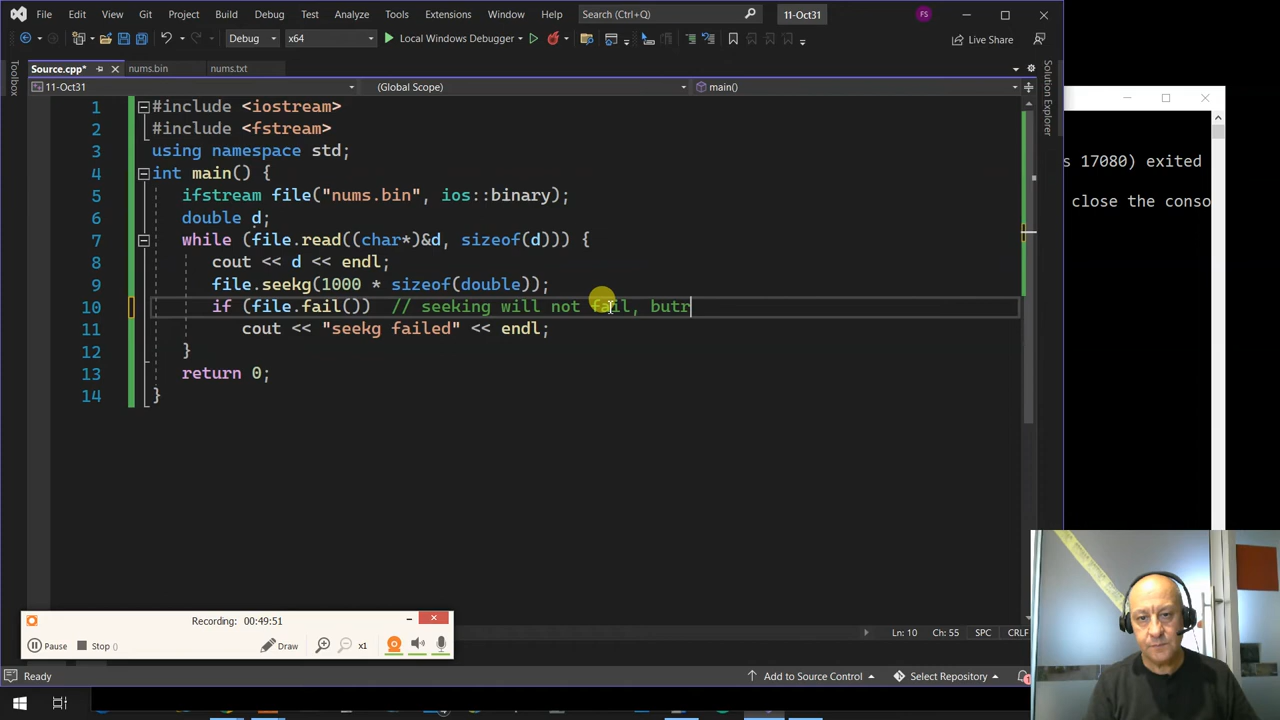 File Edit View Git Project Build Debug Test Analyze Tools Extensions Window Help Search (Ctrl+Q) 11-Oct31 FS
Debug x64 Local Windows Debugger Live Share
Toolbox
Source.cpp* nums.bin nums.txt
11-Oct31 (Global Scope) main()
Solution Explorer
1 #include <iostream>
2 #include <fstream>
3 using namespace std;
4 int main() {
5 ifstream file("nums.bin", ios::binary);
6 double d;
7 while (file.read((char*)&d, sizeof(d))) {
8 cout << d << endl;
9 file.seekg(1000 * sizeof(double));
10 if (file.fail()) // seeking will not fail, butr
11 cout << "seekg failed" << endl;
12 }
13 return 0;
14 }
s 17080) exited
close the conso
Recording: 00:49:51
Pause Stop () Draw x1
Ln: 10 Ch: 55 SPC CRLF
Ready Add to Source Control Select Repository 1